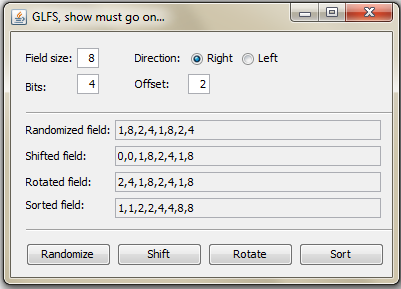 GLFS, show must go on...
Field size: 8 Direction: Right Left
Bits: 4 Offset: 2
Randomized field: 1,8,2,4,1,8,2,4
Shifted field: 0,0,1,8,2,4,1,8
Rotated field: 2,4,1,8,2,4,1,8
Sorted field: 1,1,2,2,4,4,8,8
Randomize Shift Rotate Sort